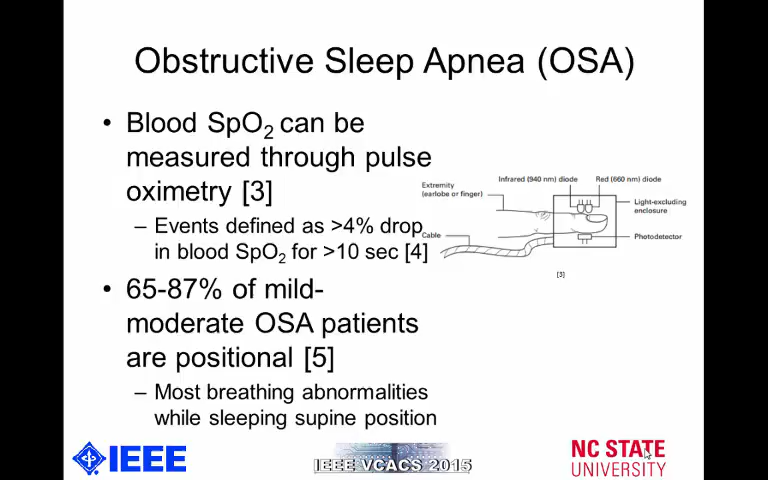 Obstructive Sleep Apnea (OSA)
• Blood SpO2 can be
measured through pulse
oximetry [3]
– Events defined as >4% drop
in blood SpO2 for >10 sec [4]
• 65-87% of mild-
moderate OSA patients
are positional [5]
– Most breathing abnormalities
while sleeping supine position
Infrared (940 nm) diode
Red (660 nm) diode
Extremity
(earlobe or finger)
Light-excluding
enclosure
Cable
Photodetector
[3]
IEEE
IEEE VCACS 2015
NC STATE
UNIVERSITY